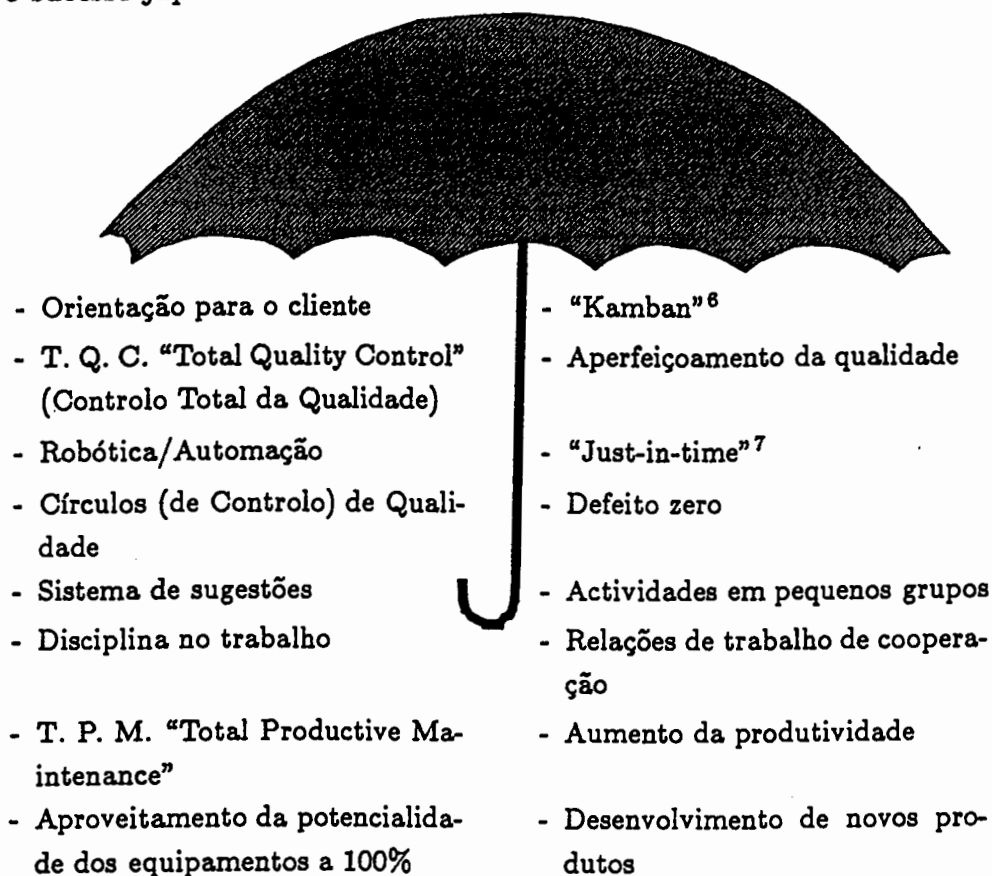 - Orientação para o cliente
- T. Q. C. “Total Quality Control”
(Controlo Total da Qualidade)
- Robótica/Automação
- Círculos (de Controlo) de Quali-
dade
- Sistema de sugestões
- Disciplina no trabalho
- T. P. M. “Total Productive Ma-
intenance”
- Aproveitamento da potencialida-
de dos equipamentos a 100%
- “Kamban”⁶
- Aperfeiçoamento da qualidade
- “Just-in-time”⁷
- Defeito zero
- Actividades em pequenos grupos
- Relações de trabalho de coopera-
ção
- Aumento da produtividade
- Desenvolvimento de novos pro-
dutos